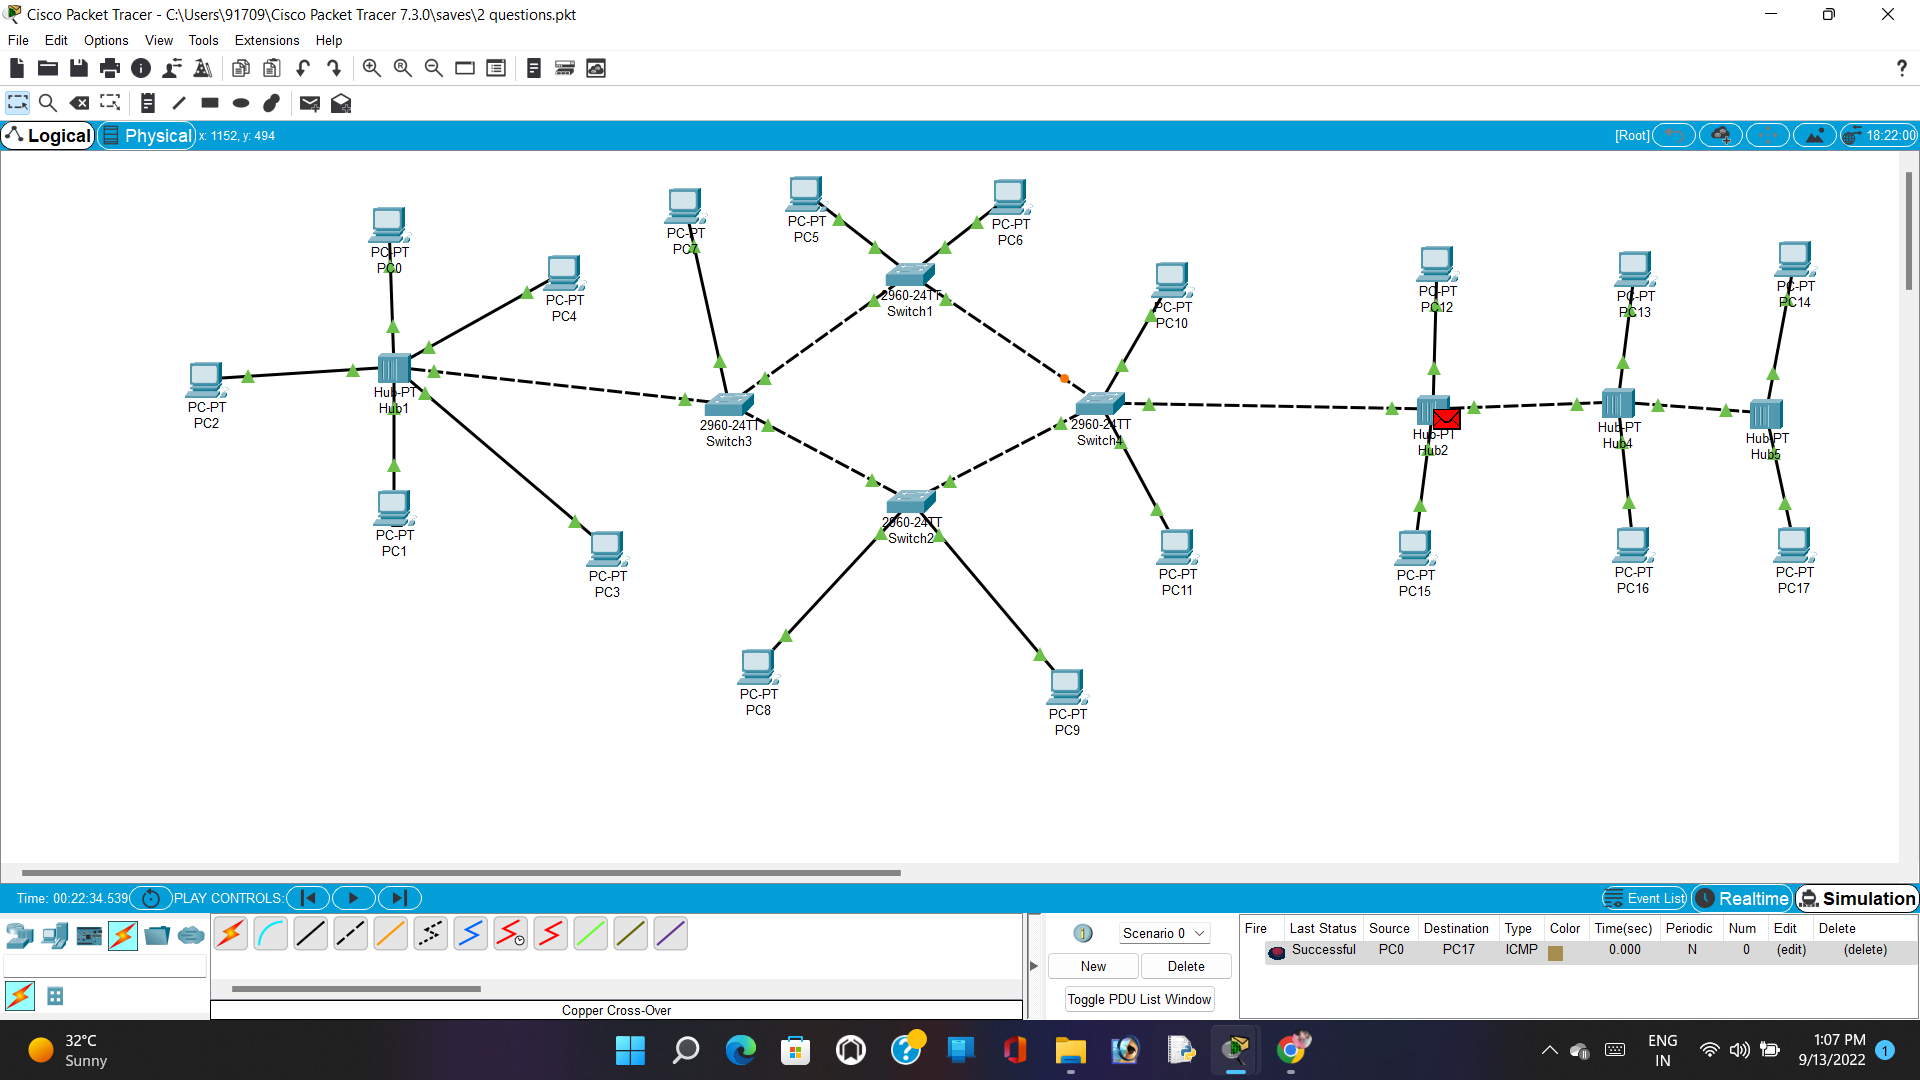 Cisco Packet Tracer - C:\Users\91709\Cisco Packet Tracer 7.3.0\saves\2 questions.pkt
File Edit Options View Tools Extensions Help
?
Logical Physical x: 1152, y: 494 [Root] 18:22:00
PC-PT
PC0
PC-PT
PC4
PC-PT
PC7
PC-PT
PC5
PC-PT
PC6
2960-24TT
Switch1
PC-PT
PC10
PC-PT
PC12
PC-PT
PC13
PC-PT
PC14
PC-PT
PC2
Hub-PT
Hub1
2960-24TT
Switch3
2960-24TT
Switch4
Hub-PT
Hub2
Hub-PT
Hub4
Hub-PT
Hub5
PC-PT
PC1
PC-PT
PC3
2960-24TT
Switch2
PC-PT
PC11
PC-PT
PC15
PC-PT
PC16
PC-PT
PC17
PC-PT
PC8
PC-PT
PC9
Time: 00:22:34.539 PLAY CONTROLS: Event List Realtime Simulation
Scenario 0
New Delete
Toggle PDU List Window
Fire Last Status Source Destination Type Color Time(sec) Periodic Num Edit Delete
Successful PC0 PC17 ICMP 0.000 N 0 (edit) (delete)
Copper Cross-Over
32°C
Sunny
ENG
IN
1:07 PM
9/13/2022
1